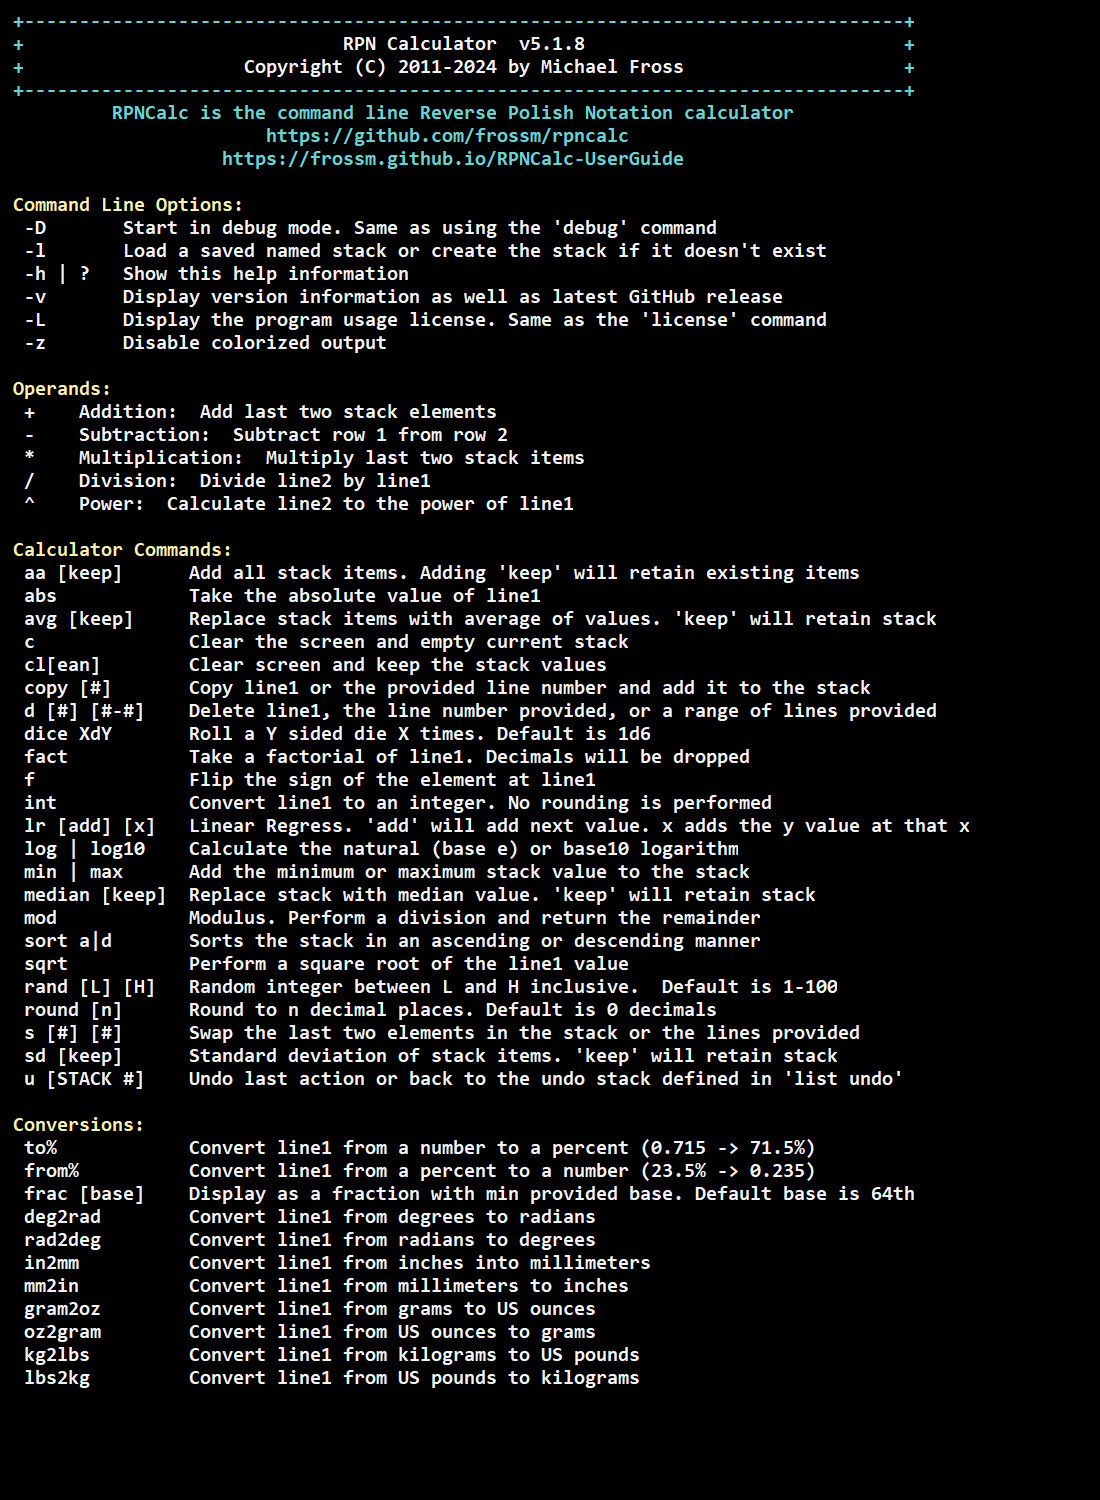 +--------------------------------------------------------------------------------+
+                             RPN Calculator  v5.1.8                             +
+                    Copyright (C) 2011-2024 by Michael Fross                    +
+--------------------------------------------------------------------------------+
         RPNCalc is the command line Reverse Polish Notation calculator
                       https://github.com/frossm/rpncalc
                   https://frossm.github.io/RPNCalc-UserGuide

Command Line Options:
 -D       Start in debug mode. Same as using the 'debug' command
 -l       Load a saved named stack or create the stack if it doesn't exist
 -h | ?   Show this help information
 -v       Display version information as well as latest GitHub release
 -L       Display the program usage license. Same as the 'license' command
 -z       Disable colorized output

Operands:
 +    Addition:  Add last two stack elements
 -    Subtraction:  Subtract row 1 from row 2
 *    Multiplication:  Multiply last two stack items
 /    Division:  Divide line2 by line1
 ^    Power:  Calculate line2 to the power of line1

Calculator Commands:
 aa [keep]      Add all stack items. Adding 'keep' will retain existing items
 abs            Take the absolute value of line1
 avg [keep]     Replace stack items with average of values. 'keep' will retain stack
 c              Clear the screen and empty current stack
 cl[ean]        Clear screen and keep the stack values
 copy [#]       Copy line1 or the provided line number and add it to the stack
 d [#] [#-#]    Delete line1, the line number provided, or a range of lines provided
 dice XdY       Roll a Y sided die X times. Default is 1d6
 fact           Take a factorial of line1. Decimals will be dropped
 f              Flip the sign of the element at line1
 int            Convert line1 to an integer. No rounding is performed
 lr [add] [x]   Linear Regress. 'add' will add next value. x adds the y value at that x
 log | log10    Calculate the natural (base e) or base10 logarithm
 min | max      Add the minimum or maximum stack value to the stack
 median [keep]  Replace stack with median value. 'keep' will retain stack
 mod            Modulus. Perform a division and return the remainder
 sort a|d       Sorts the stack in an ascending or descending manner
 sqrt           Perform a square root of the line1 value
 rand [L] [H]   Random integer between L and H inclusive.  Default is 1-100
 round [n]      Round to n decimal places. Default is 0 decimals
 s [#] [#]      Swap the last two elements in the stack or the lines provided
 sd [keep]      Standard deviation of stack items. 'keep' will retain stack
 u [STACK #]    Undo last action or back to the undo stack defined in 'list undo'

Conversions:
 to%            Convert line1 from a number to a percent (0.715 -> 71.5%)
 from%          Convert line1 from a percent to a number (23.5% -> 0.235)
 frac [base]    Display as a fraction with min provided base. Default base is 64th
 deg2rad        Convert line1 from degrees to radians
 rad2deg        Convert line1 from radians to degrees
 in2mm          Convert line1 from inches into millimeters
 mm2in          Convert line1 from millimeters to inches
 gram2oz        Convert line1 from grams to US ounces
 oz2gram        Convert line1 from US ounces to grams
 kg2lbs         Convert line1 from kilograms to US pounds
 lbs2kg         Convert line1 from US pounds to kilograms